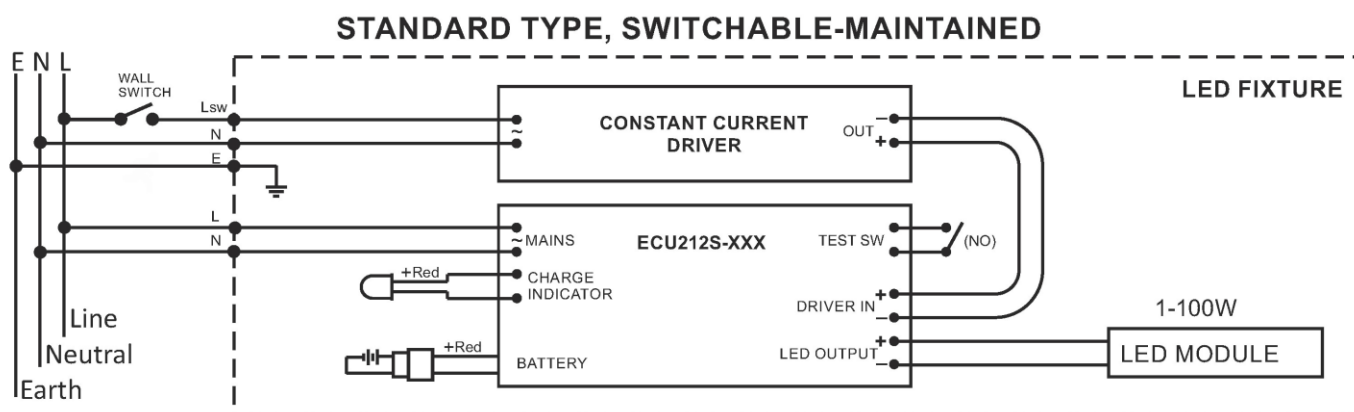 STANDARD TYPE, SWITCHABLE-MAINTAINED
E N L
WALL
SWITCH
LED FIXTURE
Lsw
N
E
~
CONSTANT CURRENT
DRIVER
OUT
−
+
L
N
~MAINS
ECU212S-XXX
TEST SW
(NO)
+Red
CHARGE
INDICATOR
DRIVER IN
+
−
1-100W
Line
Neutral
Earth
+Red
BATTERY
LED OUTPUT
+
−
LED MODULE